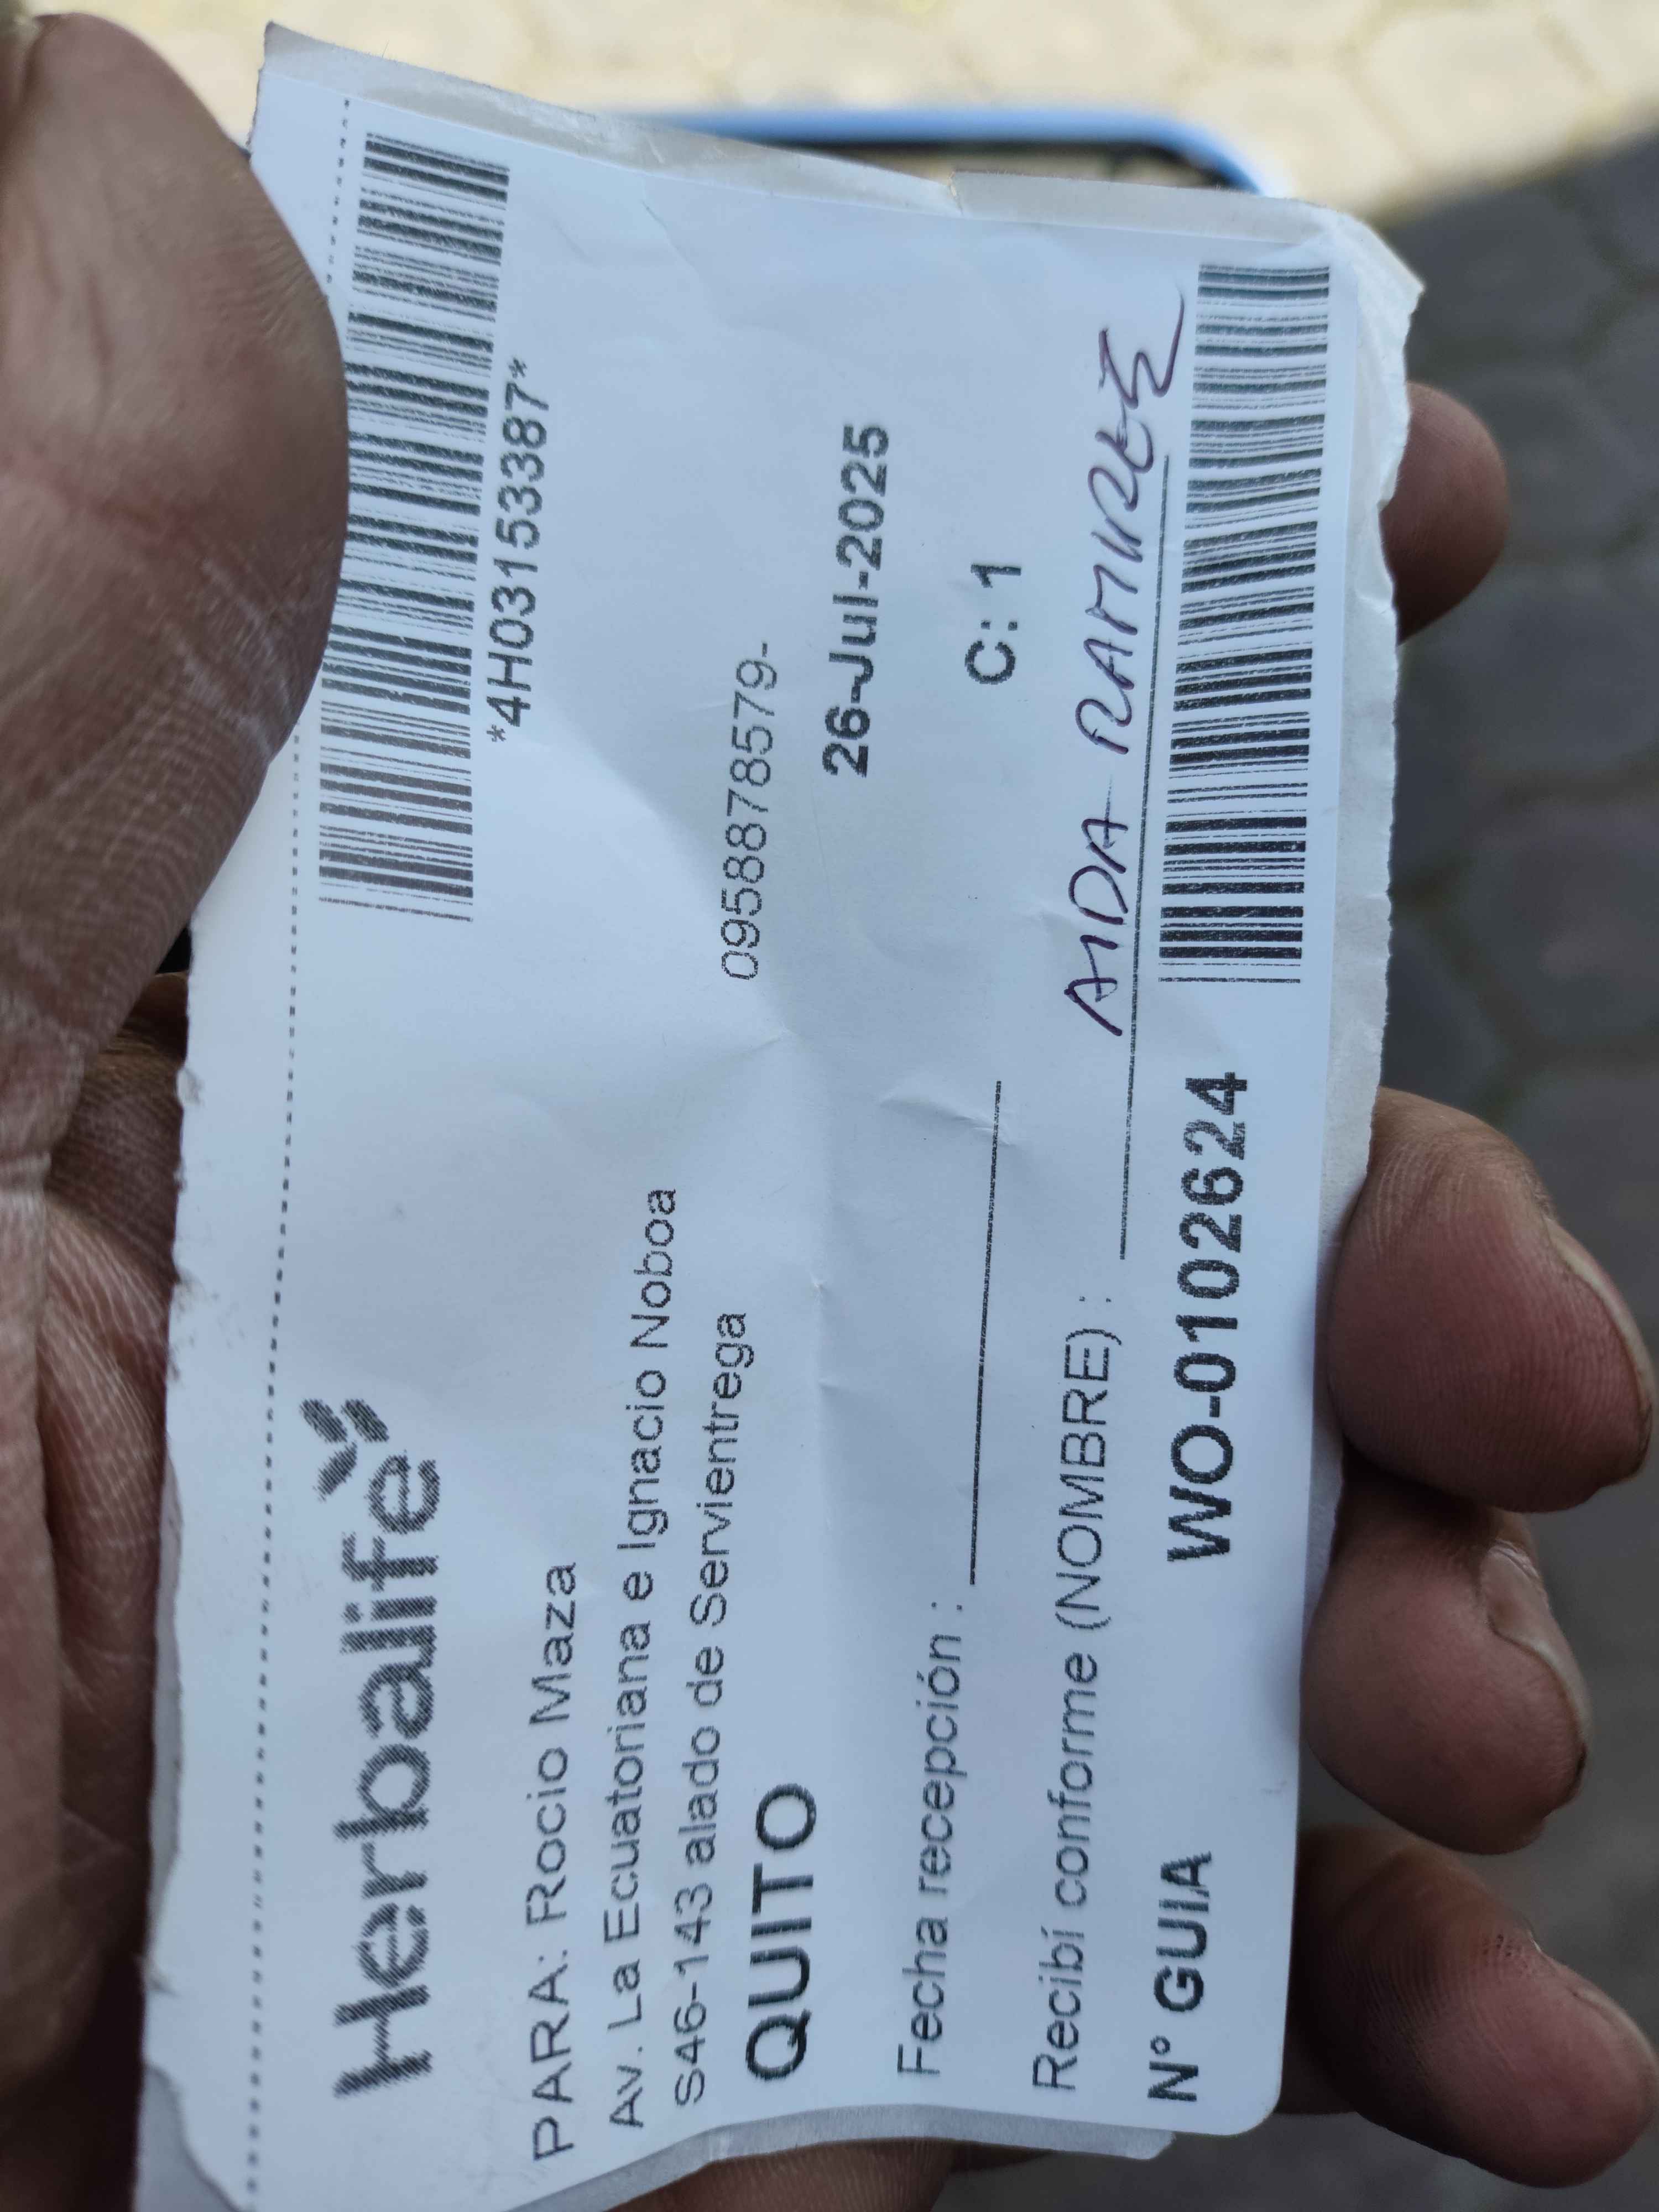 Herbalife
*4H03153387*
PARA: Rocio Maza
Av. La Ecuatoriana e Ignacio Noboa
S46-143 alado de Servientrega
QUITO
0958878579-
26-Jul-2025
Fecha recepción :
C: 1
Recibí conforme (NOMBRE) : AIDA RAMIREZ
N° GUIA WO-0102624